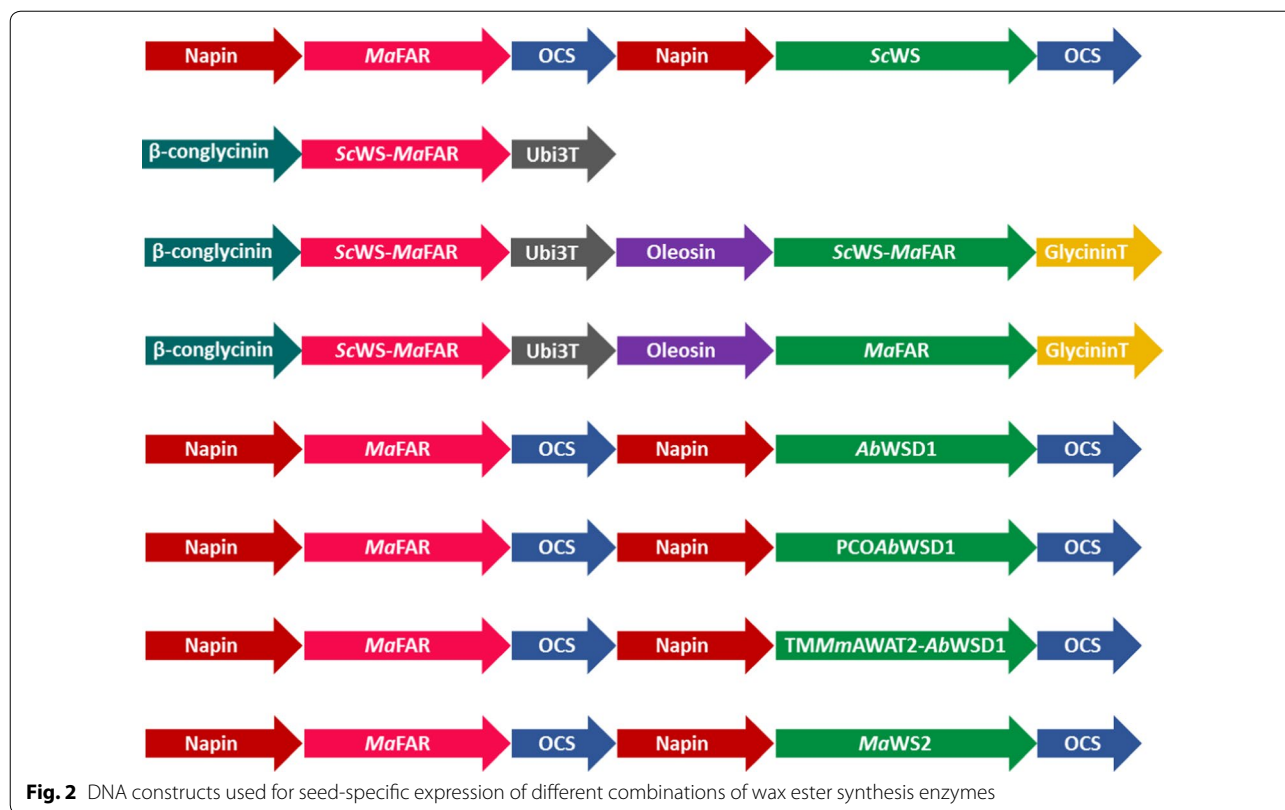 Napin MaFAR OCS Napin ScWS OCS
β-conglycinin ScWS-MaFAR Ubi3T
β-conglycinin ScWS-MaFAR Ubi3T Oleosin ScWS-MaFAR GlycininT
β-conglycinin ScWS-MaFAR Ubi3T Oleosin MaFAR GlycininT
Napin MaFAR OCS Napin AbWSD1 OCS
Napin MaFAR OCS Napin PCOAbWSD1 OCS
Napin MaFAR OCS Napin TMMmAWAT2-AbWSD1 OCS
Napin MaFAR OCS Napin MaWS2 OCS
Fig. 2 DNA constructs used for seed-specific expression of different combinations of wax ester synthesis enzymes